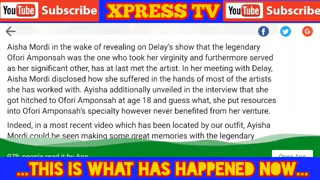 You Tube Subscribe XPRESS TV You Tube Subscribe
Aisha Mordi in the wake of revealing on Delay's show that the legendary
Ofori Amponsah was the one who took her virginity and furthermore served
as her significant other, has at last met the artist. In her meeting with Delay,
Aisha Mordi disclosed how she suffered in the hands of most of the artists
she has worked with. Ayisha additionally unveiled in the interview that she
got hitched to Ofori Amponsah at age 18 and guess what, she put resources
into Ofori Amponsah's specialty however never benefited from her venture.
Indeed, in a most recent video which has been located by our outfit, Ayisha
Mordi could be seen making some great memories with the legendary
...THIS IS WHAT HAS HAPPENED NOW...